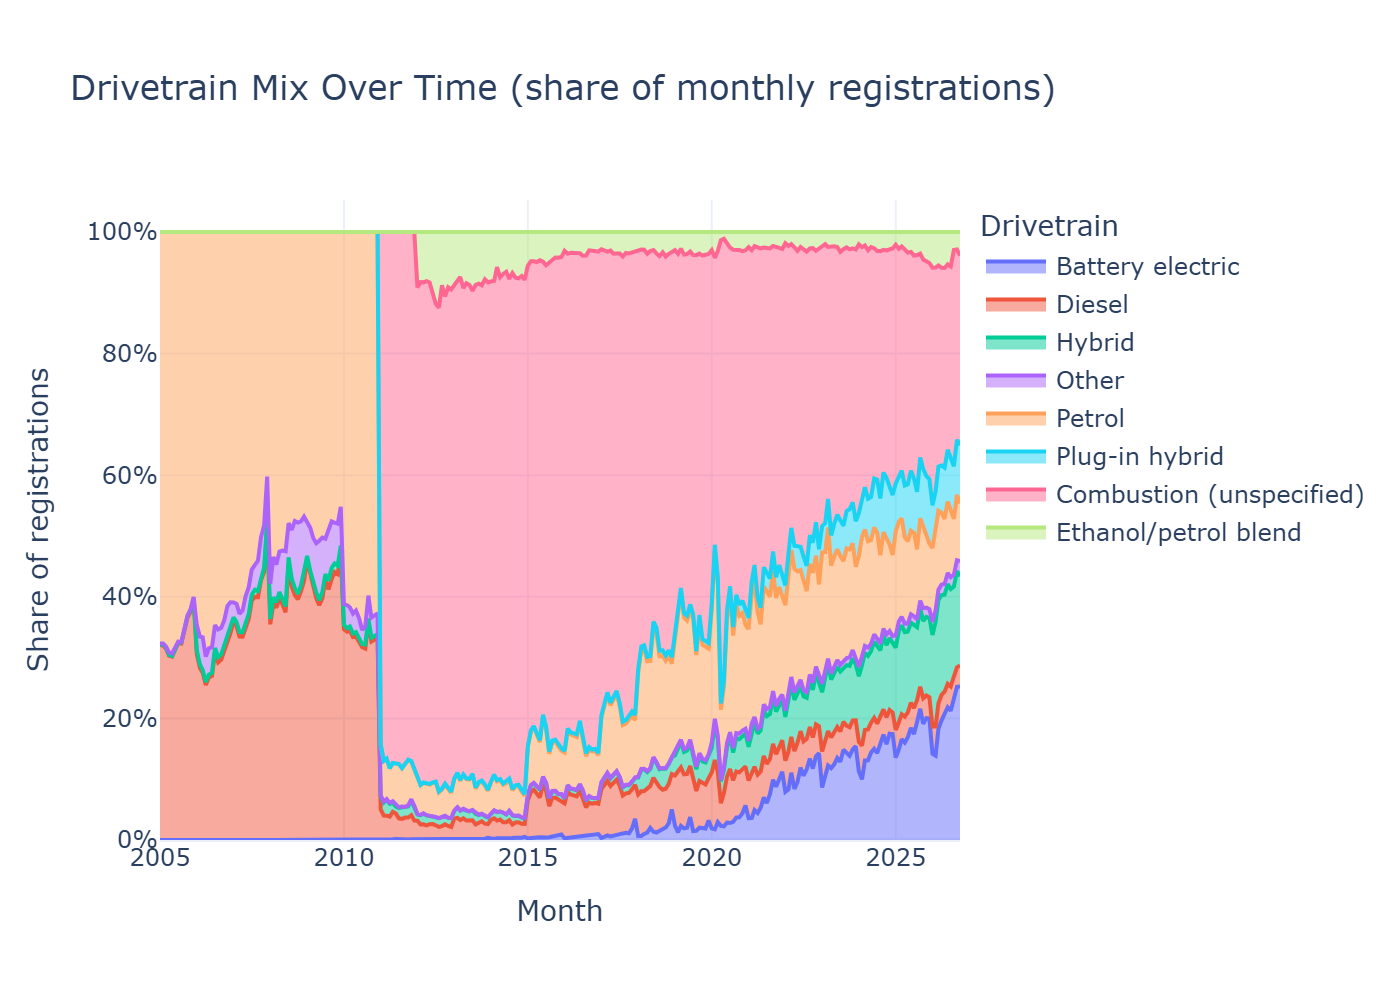 Drivetrain Mix Over Time (share of monthly registrations)
Drivetrain
Battery electric
Diesel
Hybrid
Other
Petrol
Plug-in hybrid
Combustion (unspecified)
Ethanol/petrol blend
Share of registrations
100%
80%
60%
40%
20%
0%
2005
2010
2015
2020
2025
Month